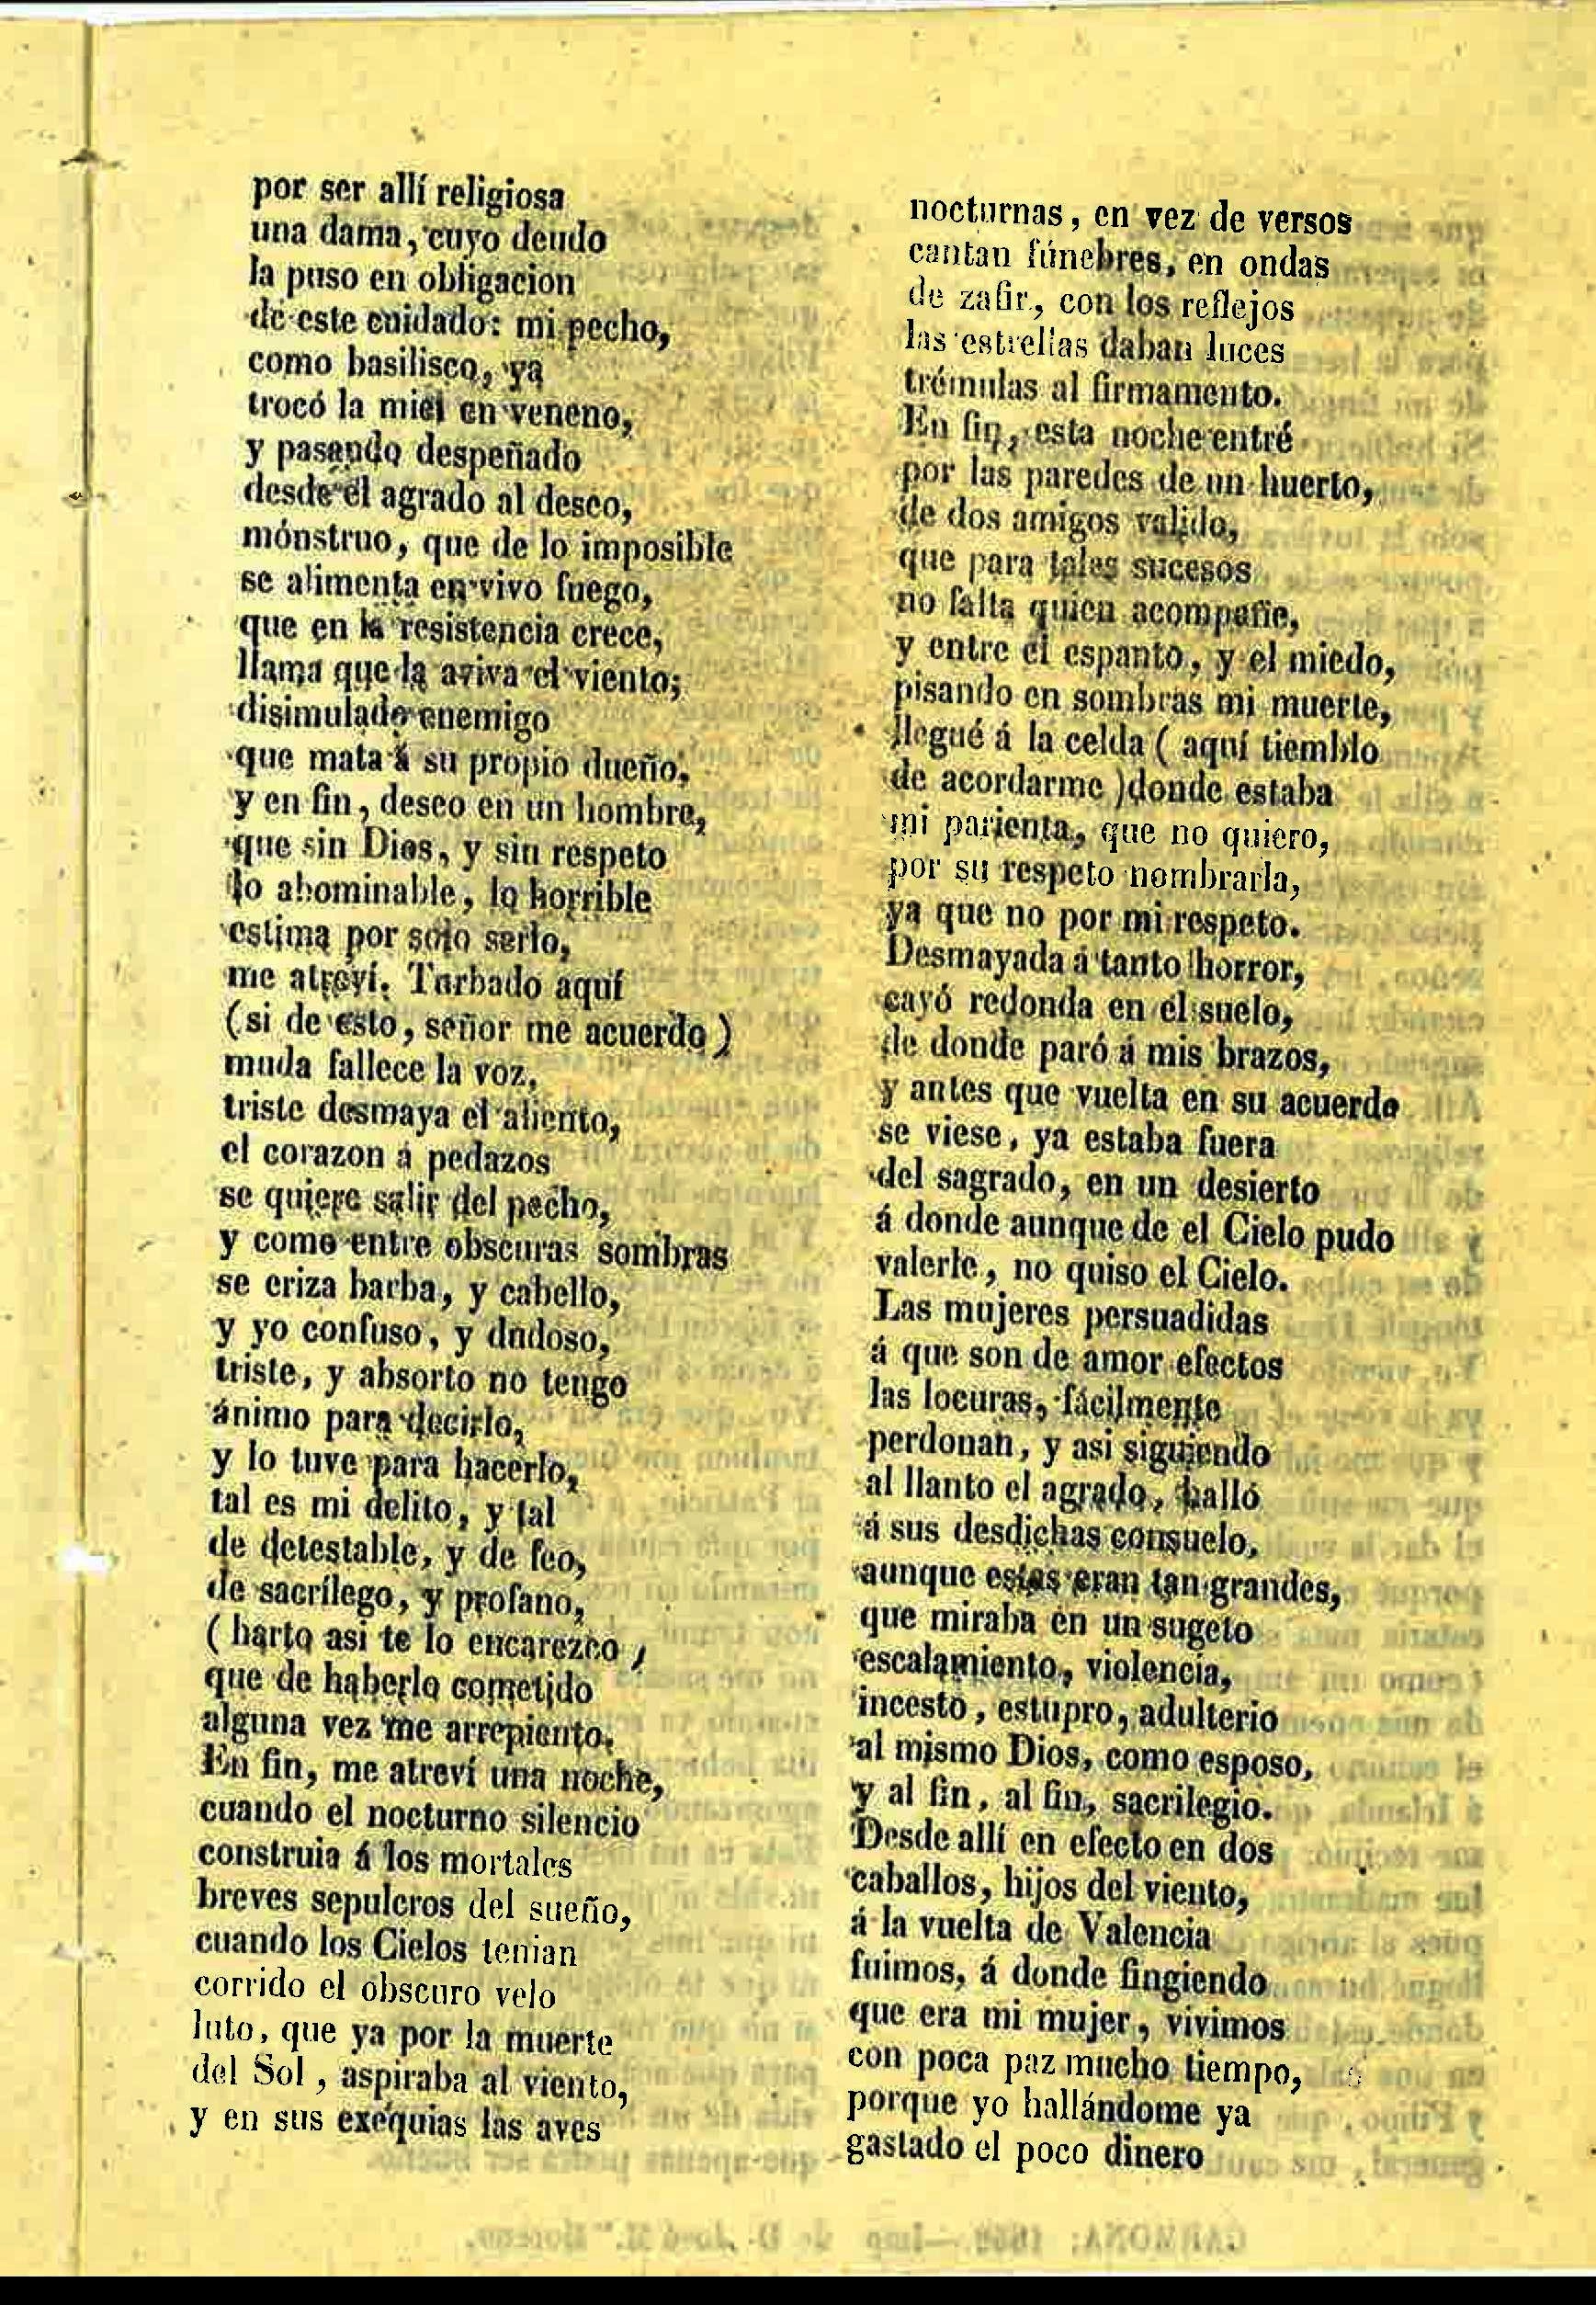 por ser allí religiosa
una dama, cuyo deudo
la puso en obligacion
de este cuidado: mi pecho,
como basilisco, ya
trocó la miel en veneno,
y pasando despeñado
desde el agrado al deseo,
mónstruo, que de lo imposible
se alimenta en vivo fuego,
que en la resistencia crece,
llama que la aviva el viento;
disimulado enemigo
que mata á su propio dueño,
y en fin, deseo en un hombre,
que sin Dios, y sin respeto
lo abominable, lo horrible
estima por solo serlo,
me atreví. Turbado aquí
(si de esto, señor me acuerdo)
muda fallece la voz,
triste desmaya el aliento,
el corazon á pedazos
se quiere salir del pecho,
y como entre obscuras sombras
se eriza barba, y cabello,
y yo confuso, y dudoso,
triste, y absorto no tengo
ánimo para decirlo,
y lo tuve para hacerlo,
tal es mi delito, y tal
de detestable, y de feo,
de sacrílego, y profano,
(harto asi te lo encarezco)
que de haberlo cometido
alguna vez me arrepiento.
En fin, me atreví una noche,
cuando el nocturno silencio
construia á los mortales
breves sepulcros del sueño,
cuando los Cielos tenian
corrido el obscuro velo
luto, que ya por la muerte
del Sol, aspiraba al viento,
y en sus exéquias las aves
nocturnas, en vez de versos
cantan fúnebres, en ondas
de zafir, con los reflejos
las estrellas daban luces
trémulas al firmamento.
En fin, esta noche entré
por las paredes de un huerto,
de dos amigos valido,
que para tales sucesos
no falta quien acompañe,
y entre el espanto, y el miedo,
pisando en sombras mi muerte,
llegué á la celda (aquí tiemblo
de acordarme) donde estaba
mi parienta, que no quiero,
por su respeto nombrarla,
ya que no por mi respeto.
Desmayada á tanto horror,
cayó redonda en el suelo,
de donde paró á mis brazos,
y antes que vuelta en su acuerdo
se viese, ya estaba fuera
del sagrado, en un desierto
á donde aunque de el Cielo pudo
valerle, no quiso el Cielo.
Las mujeres persuadidas
á que son de amor efectos
las locuras, fácilmente
perdonan, y asi siguiendo
al llanto el agrado, halló
á sus desdichas consuelo,
aunque estas eran tan grandes,
que miraba en un sugeto
escalamiento, violencia,
incesto, estupro, adulterio
al mismo Dios, como esposo,
y al fin, al fin, sacrilegio.
Desde allí en efecto en dos
caballos, hijos del viento,
á la vuelta de Valencia
fuimos, á donde fingiendo
que era mi mujer, vivimos
con poca paz mucho tiempo,
porque yo hallándome ya
gastado el poco dinero